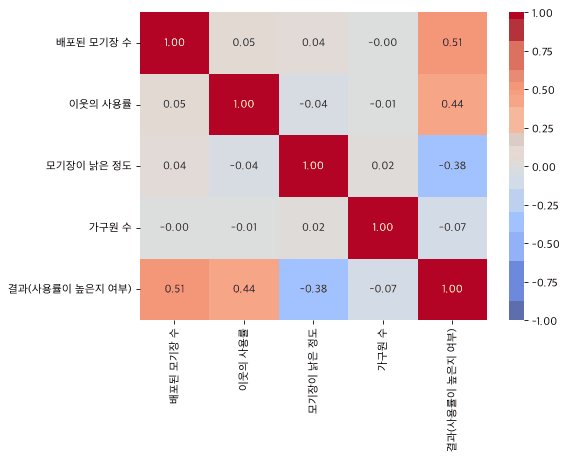 배포된 모기장 수 1.00 0.05 0.04 -0.00 0.51
이웃의 사용률 0.05 1.00 -0.04 -0.01 0.44
모기장이 낡은 정도 0.04 -0.04 1.00 0.02 -0.38
가구원 수 -0.00 -0.01 0.02 1.00 -0.07
결과(사용률이 높은지 여부) 0.51 0.44 -0.38 -0.07 1.00
배포된 모기장 수
이웃의 사용률
모기장이 낡은 정도
가구원 수
결과(사용률이 높은지 여부)
1.00
0.75
0.50
0.25
0.00
-0.25
-0.50
-0.75
-1.00